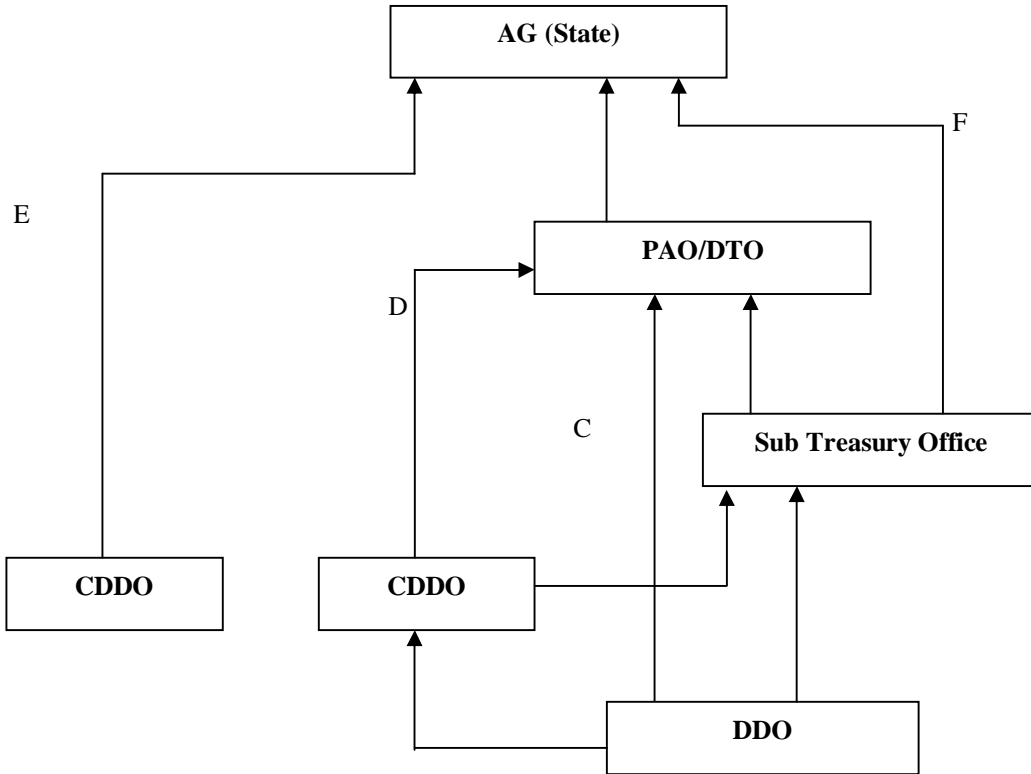 AG (State)
F
E
PAO/DTO
D
C
Sub Treasury Office
CDDO
CDDO
DDO